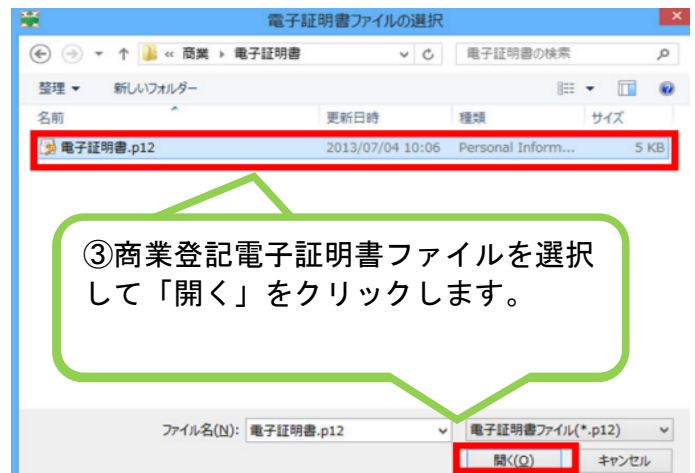 電子証明書ファイルの選択
« 商業 › 電子証明書
電子証明書の検索
整理 新しいフォルダー
名前 更新日時 種類 サイズ
電子証明書.p12 2013/07/04 10:06 Personal Inform... 5 KB
③商業登記電子証明書ファイルを選択
して「開く」をクリックします。
ファイル名(N): 電子証明書.p12 電子証明書ファイル(*.p12)
開く(O) キャンセル